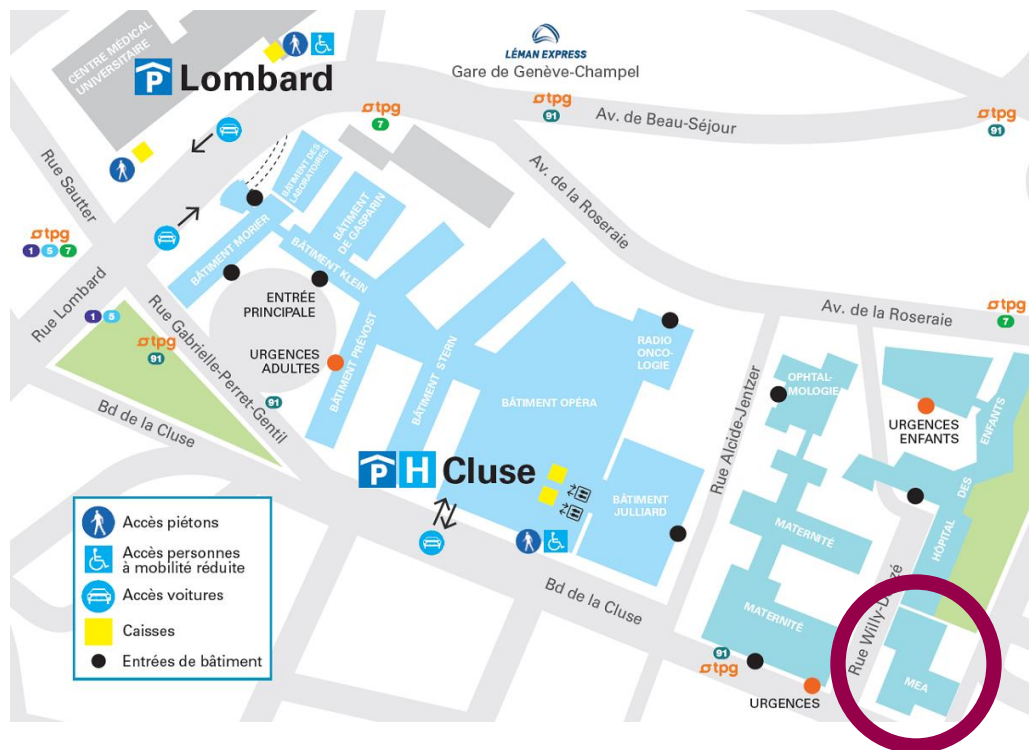 CENTRE MÉDICAL
UNIVERSITAIRE
P Lombard
LÉMAN EXPRESS
Gare de Genève-Champel
tpg
7
tpg
91
Av. de Beau-Séjour
tpg
91
Rue Sautter
BÂTIMENT DES
LABORATOIRES
BÂTIMENT
DE GASPARIN
Av. de la Roseraie
tpg
1 5 7
BÂTIMENT MORIER
BÂTIMENT KLEIN
ENTRÉE
PRINCIPALE
Rue Lombard
Rue Gabrielle-Perret-Gentil
1 5
tpg
91
URGENCES
ADULTES
BÂTIMENT PRÉVOST
BÂTIMENT STERN
BÂTIMENT OPÉRA
RADIO
ONCO-
LOGIE
Av. de la Roseraie
tpg
7
OPHTAL-
MOLOGIE
URGENCES
ENFANTS
HÔPITAL DES ENFANTS
91
Bd de la Cluse
Rue Alcide-Jentzer
P H Cluse
BÂTIMENT
JULLIARD
MATERNITÉ
Bd de la Cluse
MATERNITÉ
Rue Willy-
91
tpg
URGENCES
MEA
Accès piétons
Accès personnes
à mobilité réduite
Accès voitures
Caisses
Entrées de bâtiment